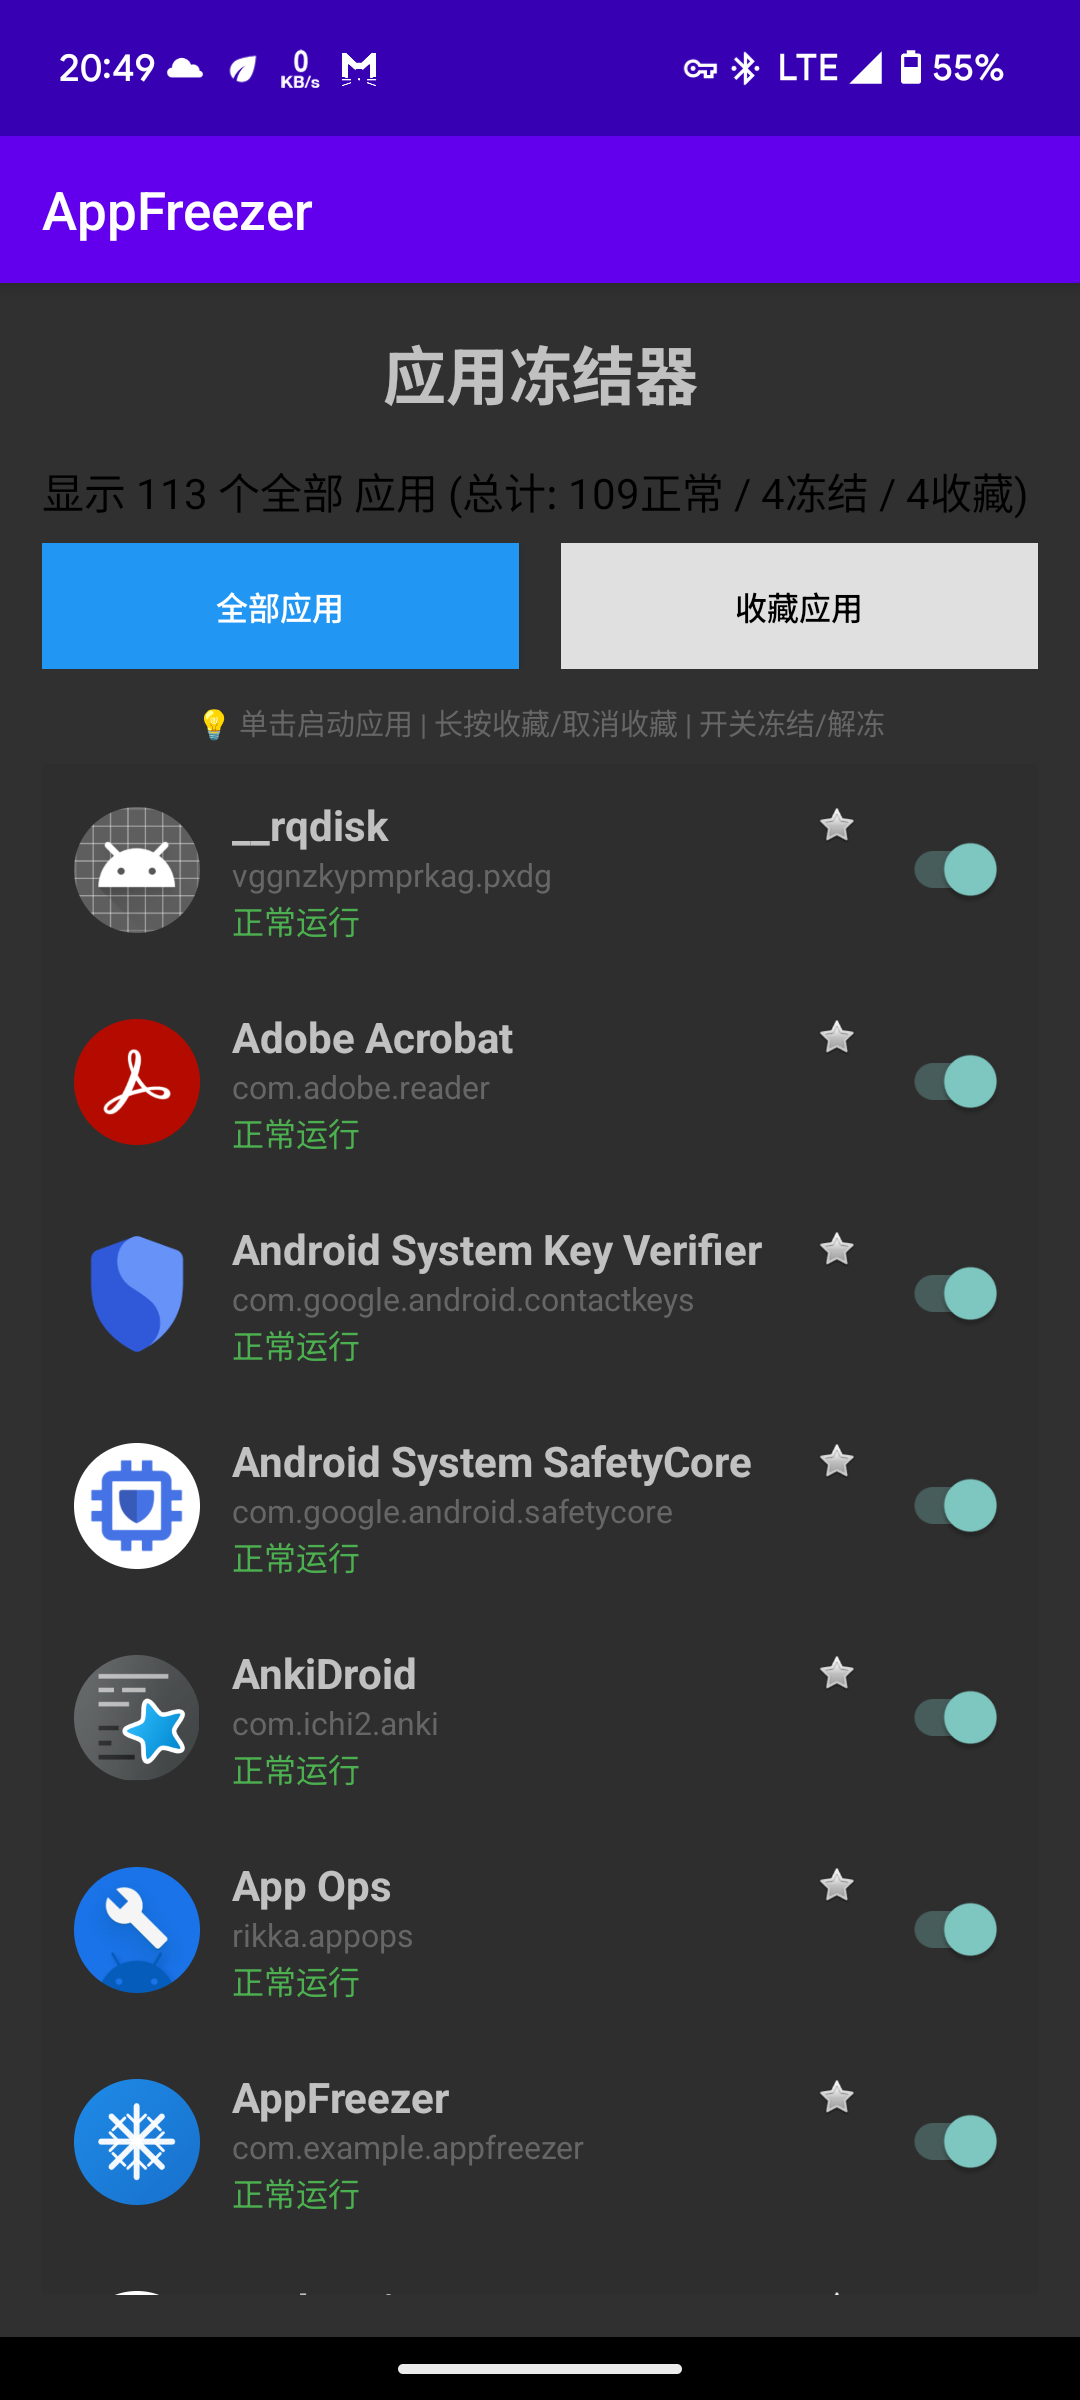 20:49 0 KB/s LTE 55%
AppFreezer
应用冻结器
显示 113 个全部 应用 (总计: 109正常 / 4冻结 / 4收藏)
全部应用 收藏应用
💡 单击启动应用 | 长按收藏/取消收藏 | 开关冻结/解冻
__rqdisk
vggnzkypmprkag.pxdg
正常运行
Adobe Acrobat
com.adobe.reader
正常运行
Android System Key Verifier
com.google.android.contactkeys
正常运行
Android System SafetyCore
com.google.android.safetycore
正常运行
AnkiDroid
com.ichi2.anki
正常运行
App Ops
rikka.appops
正常运行
AppFreezer
com.example.appfreezer
正常运行